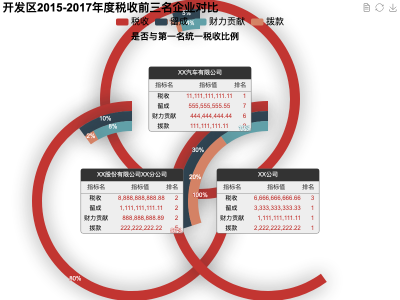 开发区2015-2017年度税收前三名企业对比
税收 留成 财力贡献 拨款
是否与第一名统一税收比例
XX汽车有限公司
指标名 指标值 排名
税收 11,111,111,111.11 1
留成 555,555,555.55 7
财力贡献 444,444,444.44 6
拨款 111,111,111.11
10%
8%
2%
30%
20%
100%
XX股份有限公司XX分公司
指标名 指标值 排名
税收 8,888,888,888.88 2
留成 1,111,111,111.11 2
财力贡献 888,888,888.89 2
拨款 222,222,222.22 5
XX公司
指标名 指标值 排名
税收 6,666,666,666.66 3
留成 3,333,333,333.33 1
财力贡献 1,111,111,111.11 1
拨款 2,222,222,222.22 1
80%